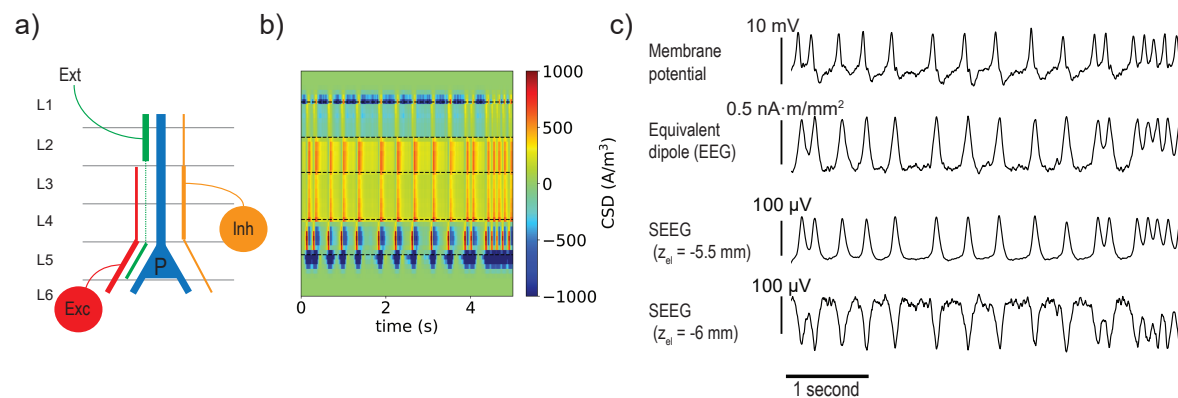 a)
Ext
L1
L2
L3
L4
L5
L6
P
Inh
Exc
b)
1000
500
0
−500
−1000
CSD (A/m³)
0
2
4
time (s)
c)
10 mV
Membrane
potential
0.5 nA·m/mm²
Equivalent
dipole (EEG)
100 µV
SEEG
(z_el = -5.5 mm)
100 µV
SEEG
(z_el = -6 mm)
1 second